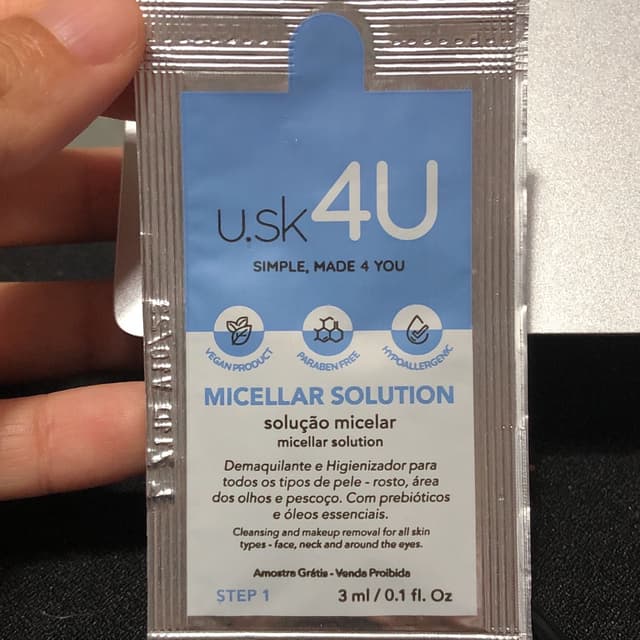 u.sk 4U
SIMPLE, MADE 4 YOU
VEGAN PRODUCT PARABEN FREE HYPOALLERGENIC
MICELLAR SOLUTION
solução micelar
micellar solution
Demaquilante e Higienizador para
todos os tipos de pele - rosto, área
dos olhos e pescoço. Com prebióticos
e óleos essenciais.
Cleansing and makeup removal for all skin
types - face, neck and around the eyes.
Amostra Grátis - Venda Proibida
STEP 1 3 ml / 0.1 fl. Oz